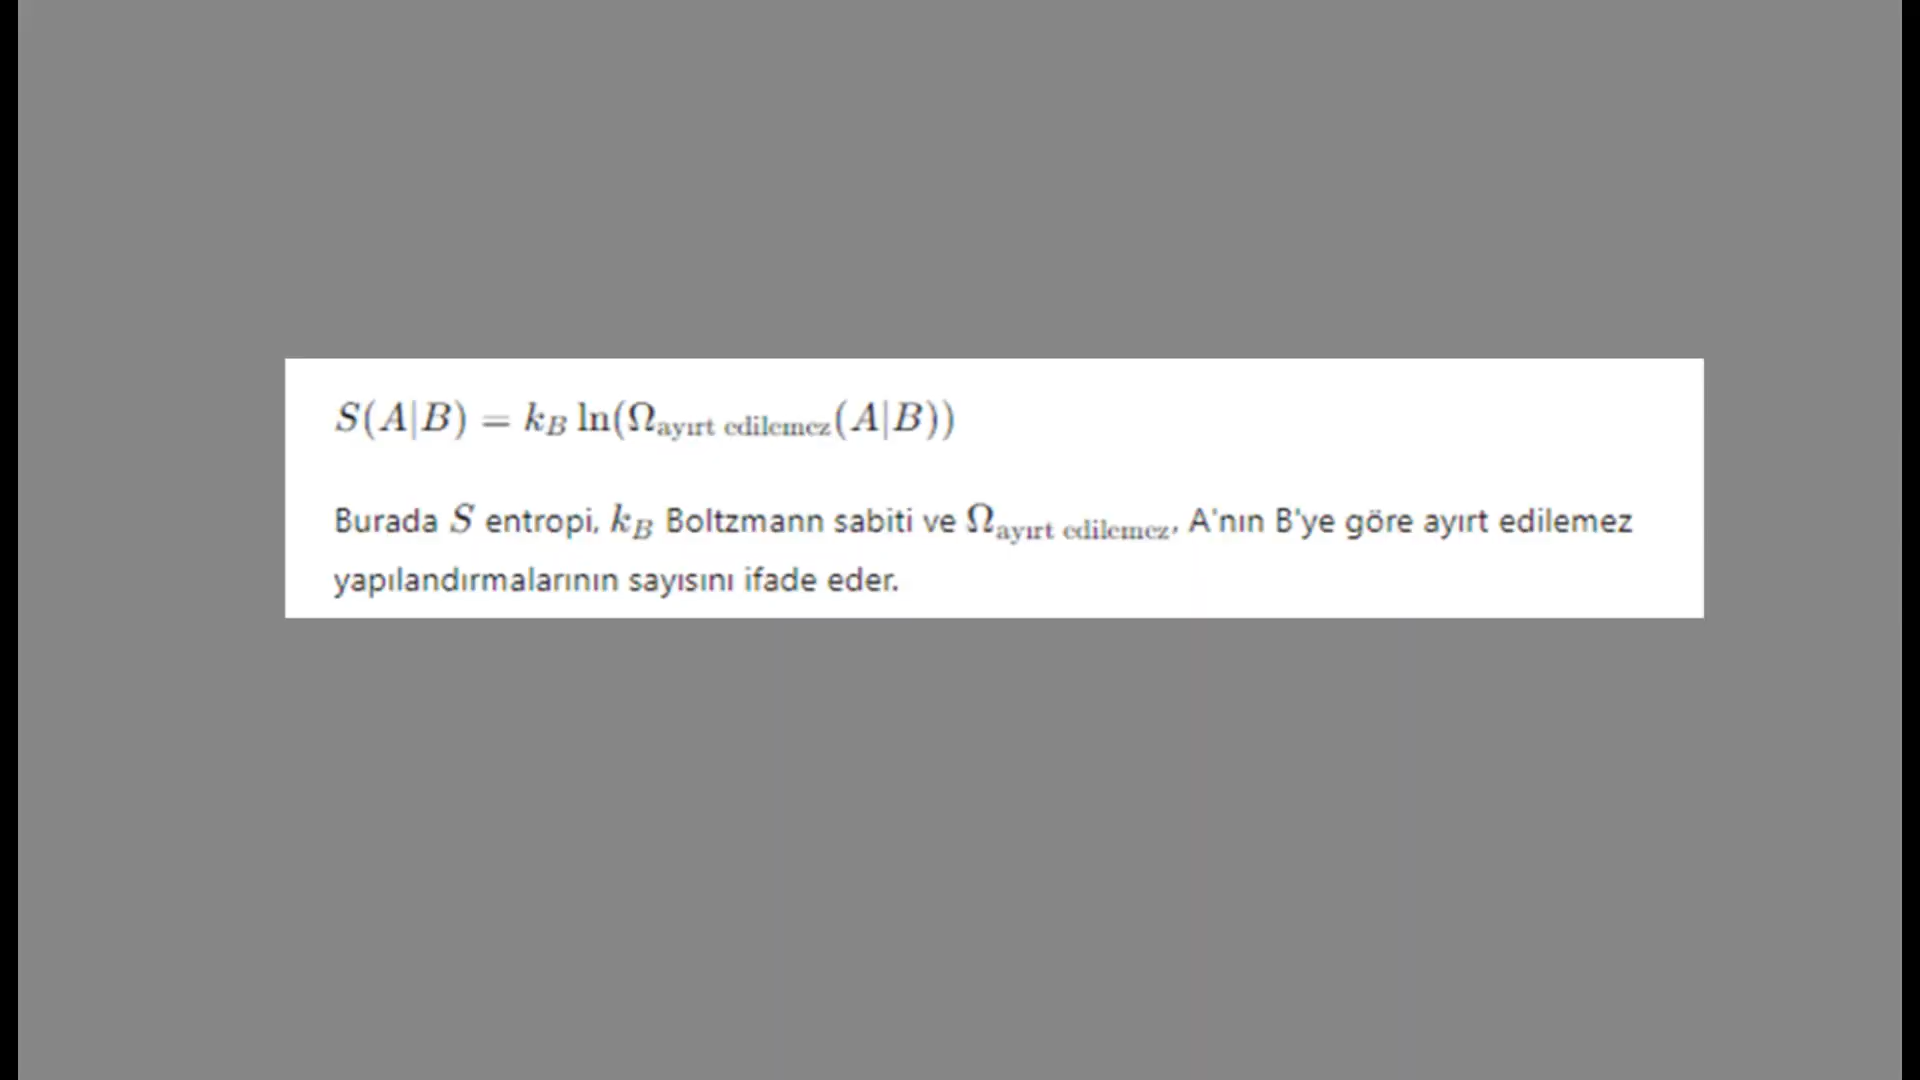 S(A|B) = k_B ln(Ω_ayırt edilemez(A|B))
Burada S entropi, k_B Boltzmann sabiti ve Ω_ayırt edilemez, A'nın B'ye göre ayırt edilemez
yapılandırmalarının sayısını ifade eder.